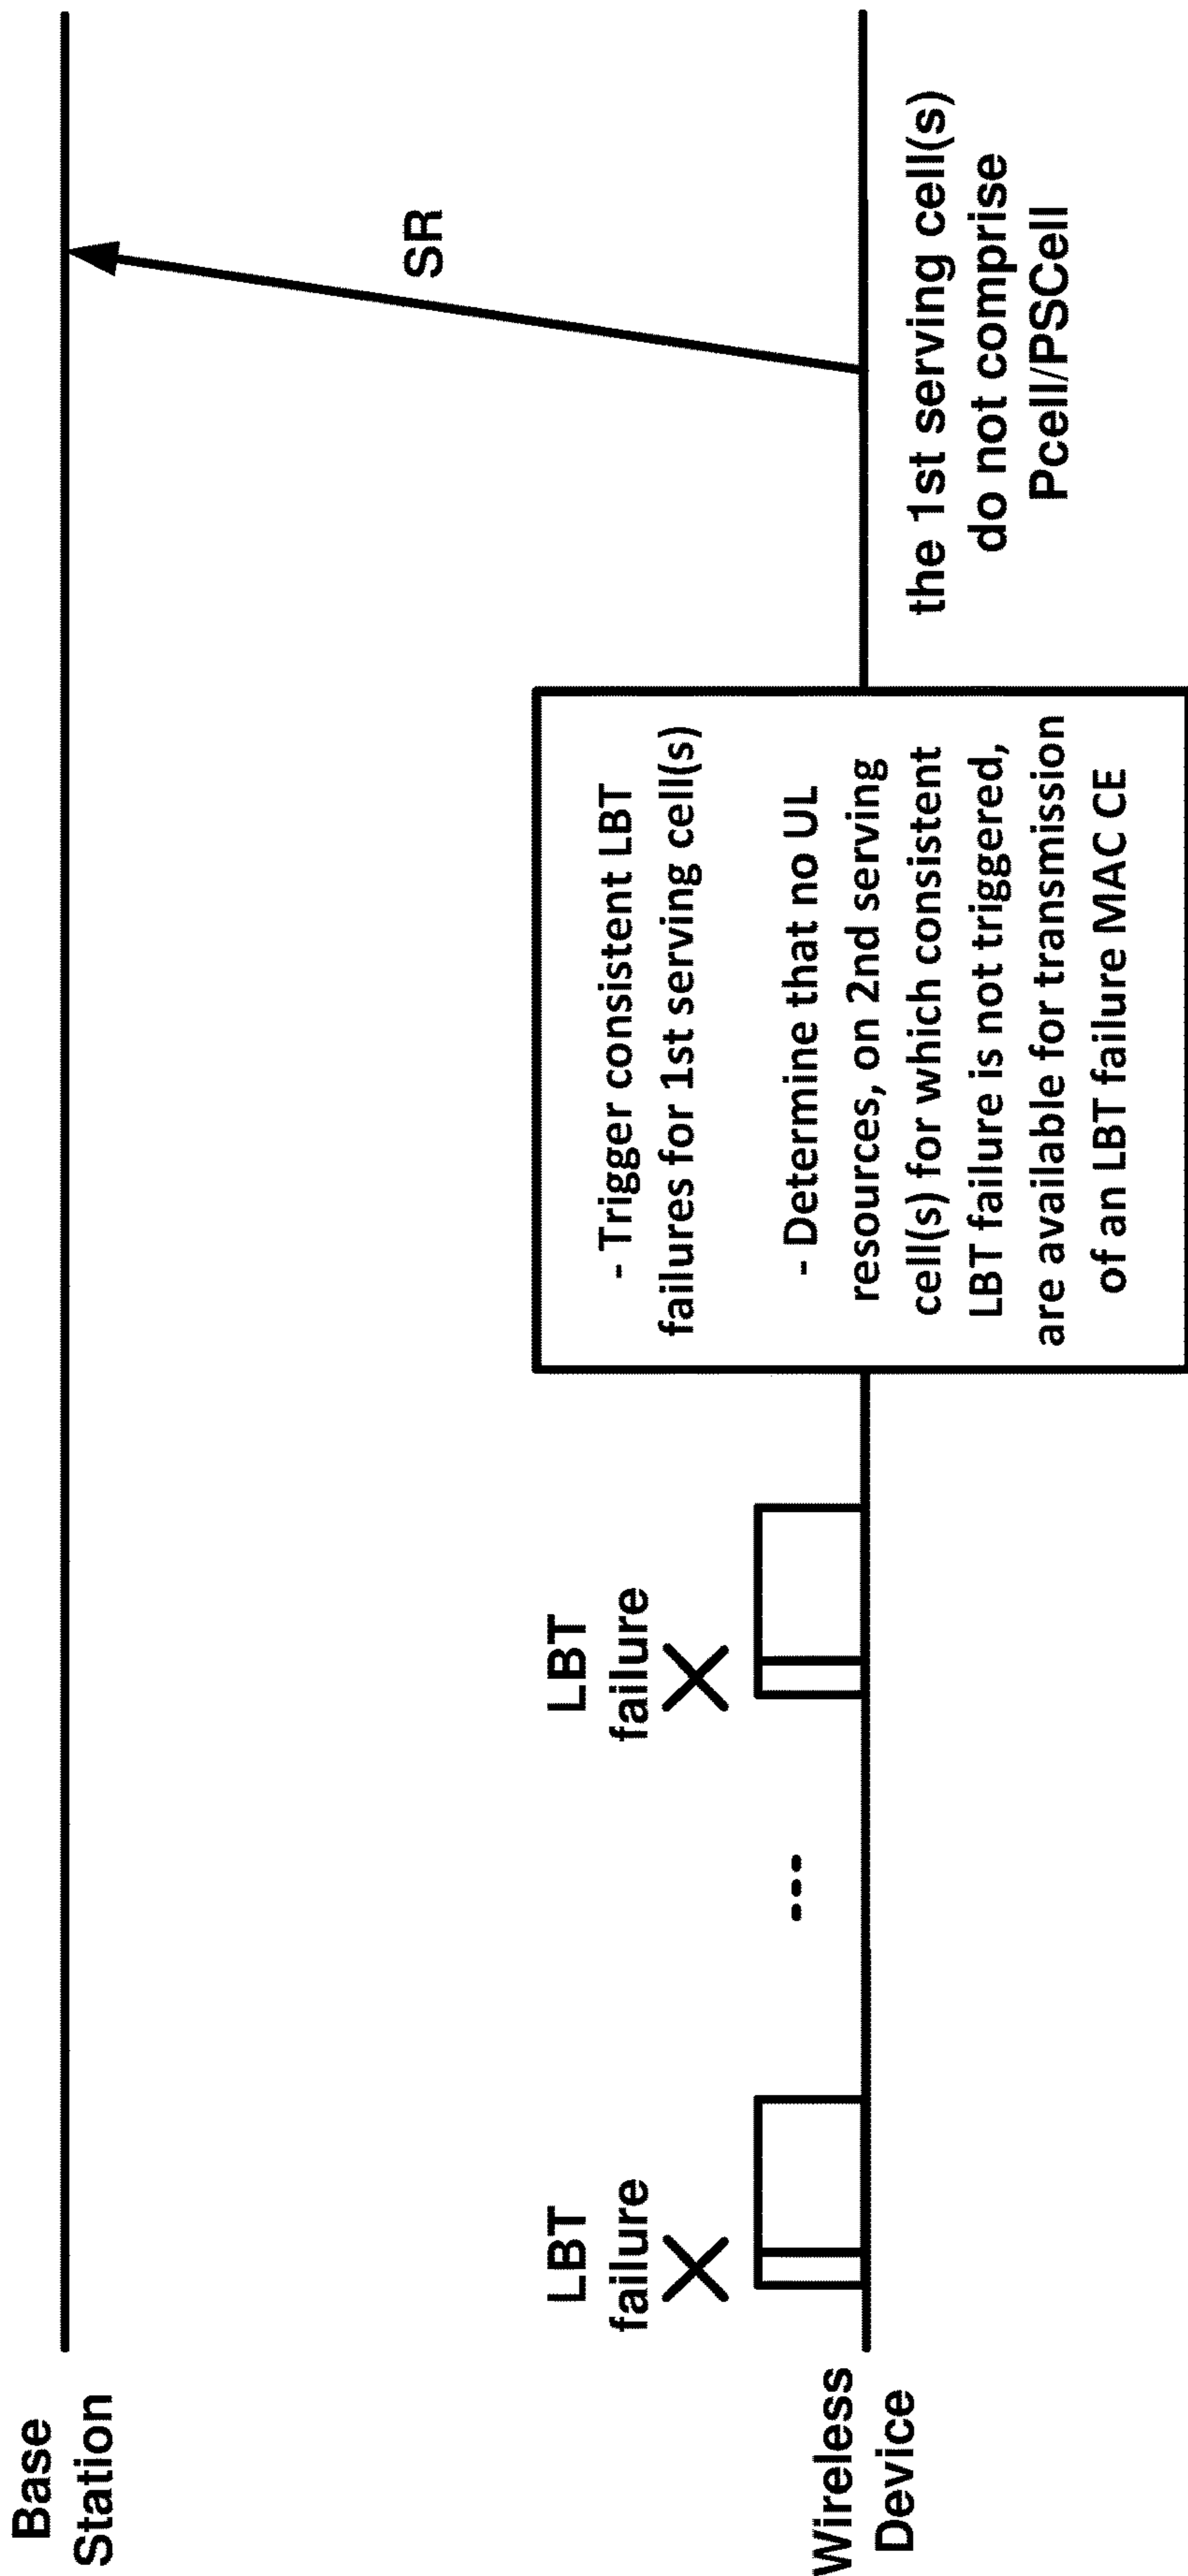 Base
Station
SR
LBT
failure
LBT
failure
- Trigger consistent LBT
failures for 1st serving cell(s)
- Determine that no UL
resources, on 2nd serving
cell(s) for which consistent
LBT failure is not triggered,
are available for transmission
of an LBT failure MAC CE
Wireless
Device
the 1st serving cell(s)
do not comprise
Pcell/PSCell